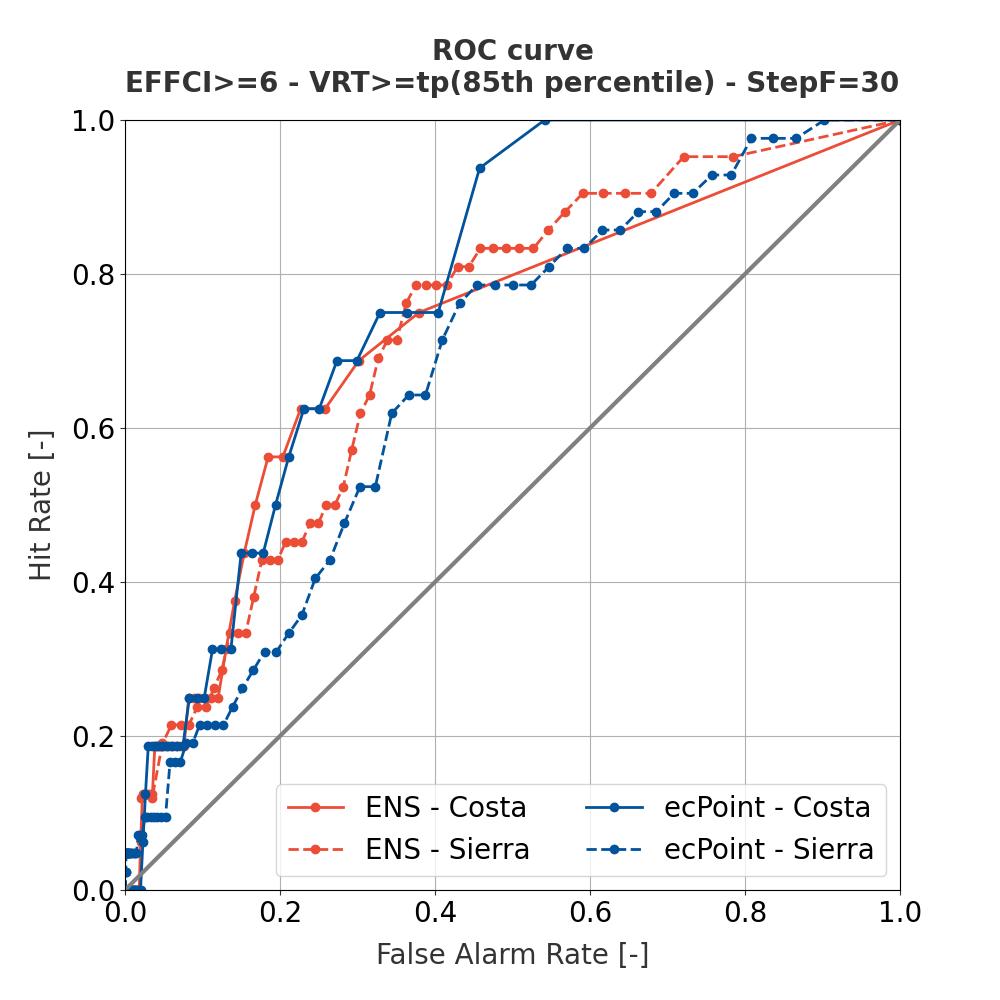 ROC curve
EFFCI>=6 - VRT>=tp(85th percentile) - StepF=30
1.0
0.8
0.6
0.4
0.2
0.0
Hit Rate [-]
ENS - Costa
ENS - Sierra
ecPoint - Costa
ecPoint - Sierra
0.0 0.2 0.4 0.6 0.8 1.0
False Alarm Rate [-]